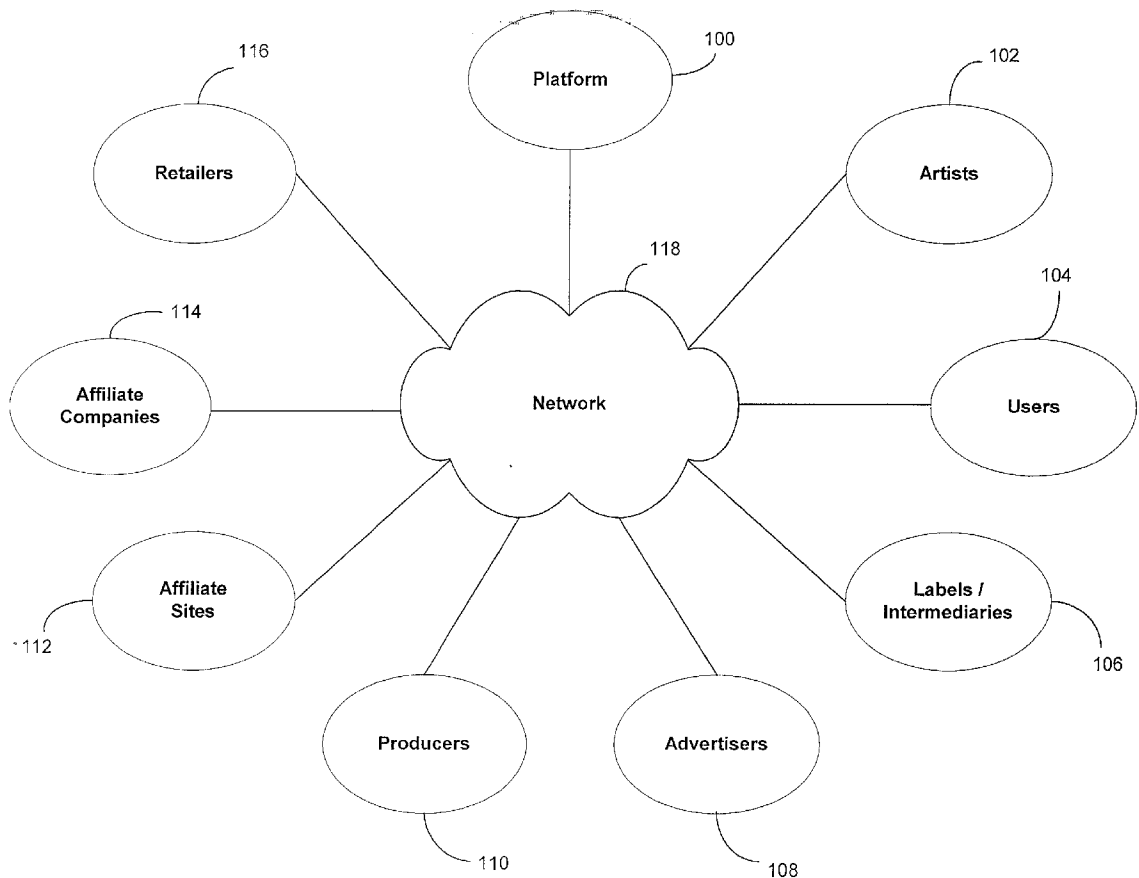 116
100
102
Platform
Retailers
Artists
118
104
114
Affiliate
Companies
Network
Users
Affiliate
Sites
Labels /
Intermediaries
112
106
Producers
Advertisers
110
108